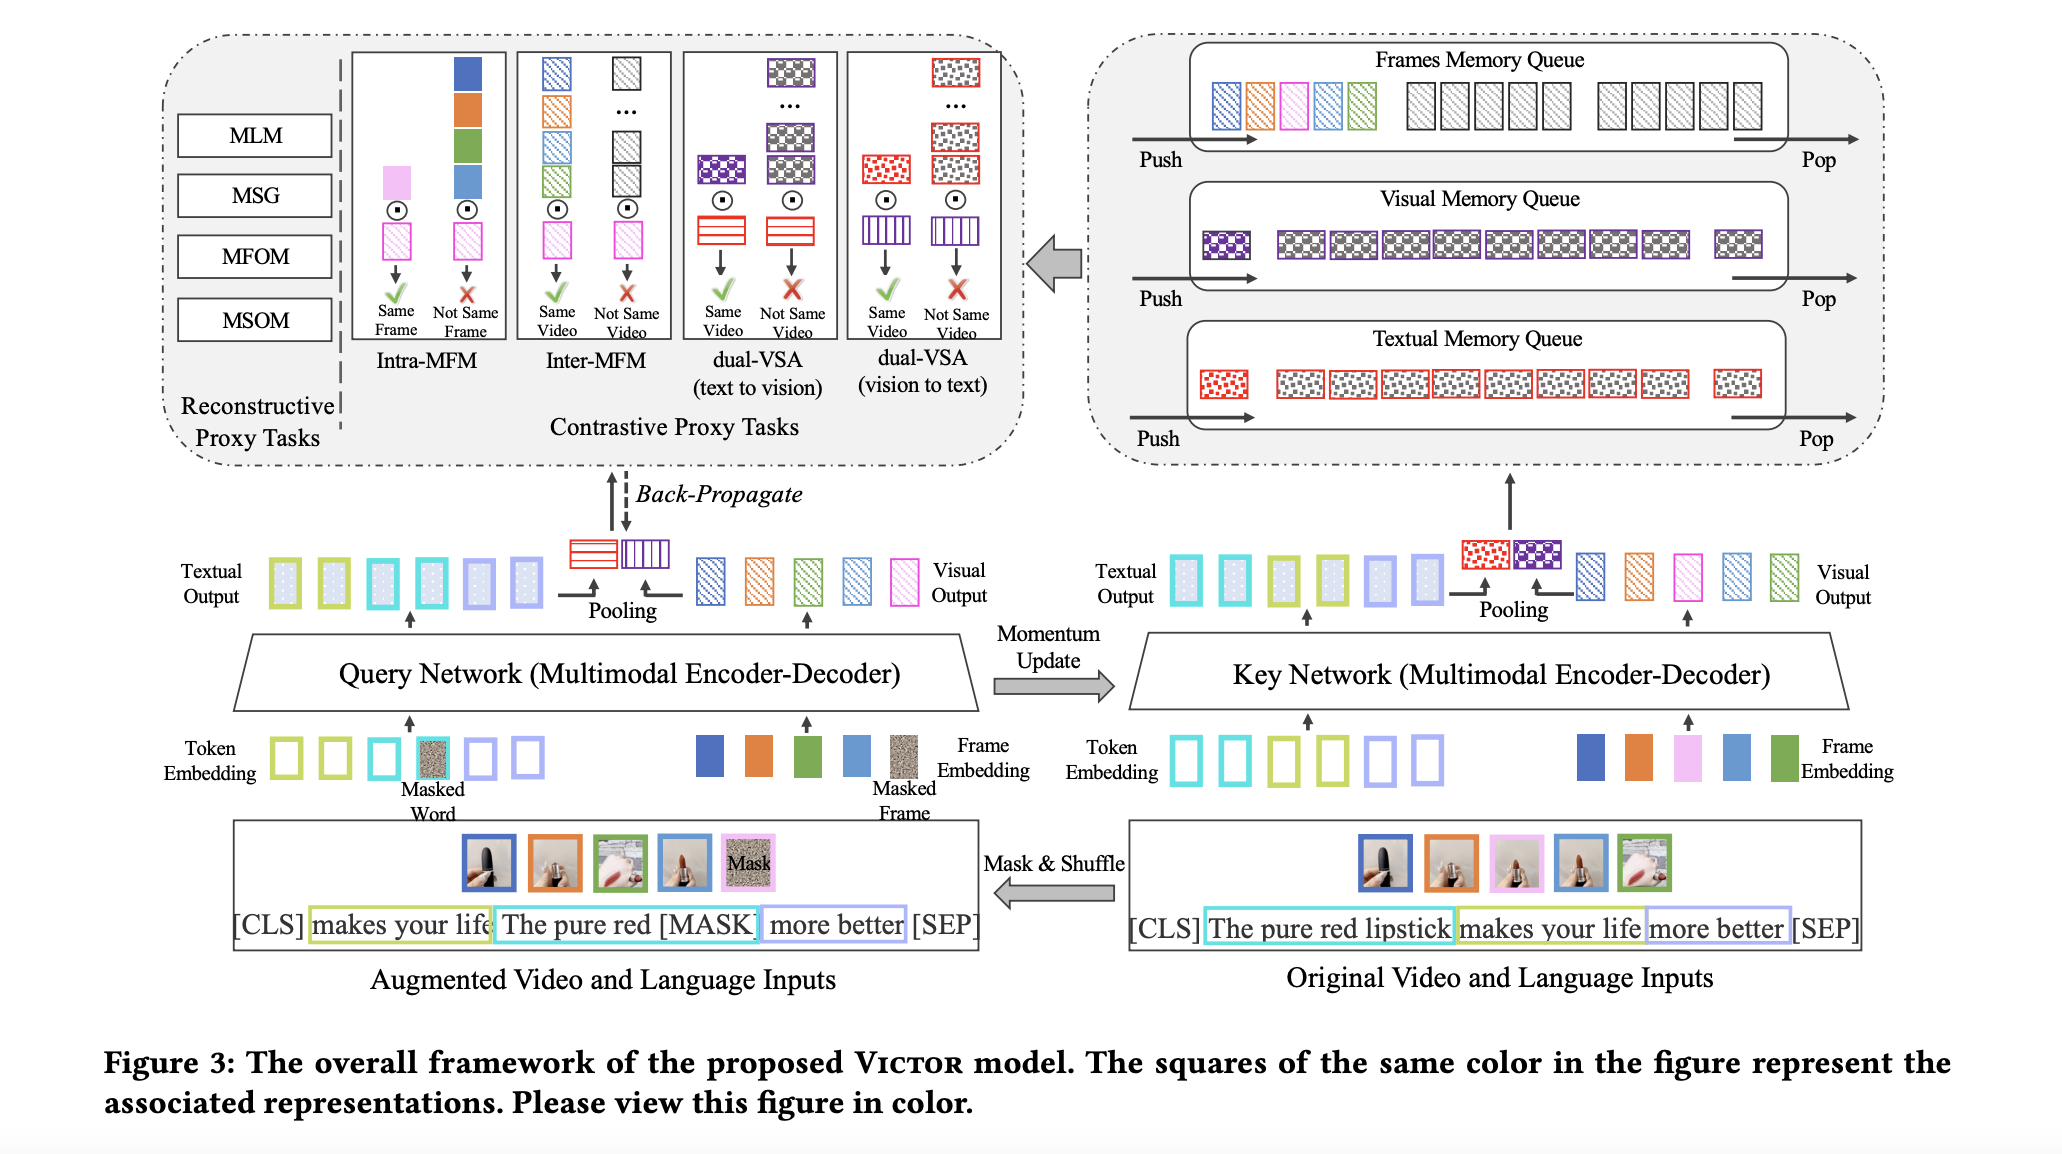 MLM
MSG
MFOM
MSOM
Reconstructive
Proxy Tasks
Same
Frame
Not Same
Frame
Intra-MFM
...
Same
Video
Not Same
Video
Inter-MFM
...
Same
Video
Not Same
Video
dual-VSA
(text to vision)
...
Same
Video
Not Same
Video
dual-VSA
(vision to text)
Contrastive Proxy Tasks
Frames Memory Queue
Push
Pop
Visual Memory Queue
Push
Pop
Textual Memory Queue
Push
Pop
Back-Propagate
Textual
Output
Pooling
Visual
Output
Query Network (Multimodal Encoder-Decoder)
Momentum
Update
Textual
Output
Pooling
Visual
Output
Key Network (Multimodal Encoder-Decoder)
Token
Embedding
Masked
Word
Frame
Embedding
Masked
Frame
Token
Embedding
Frame
Embedding
Mask
[CLS] makes your life The pure red [MASK] more better [SEP]
Augmented Video and Language Inputs
Mask & Shuffle
[CLS] The pure red lipstick makes your life more better [SEP]
Original Video and Language Inputs
Figure 3: The overall framework of the proposed VICTOR model. The squares of the same color in the figure represent the
associated representations. Please view this figure in color.